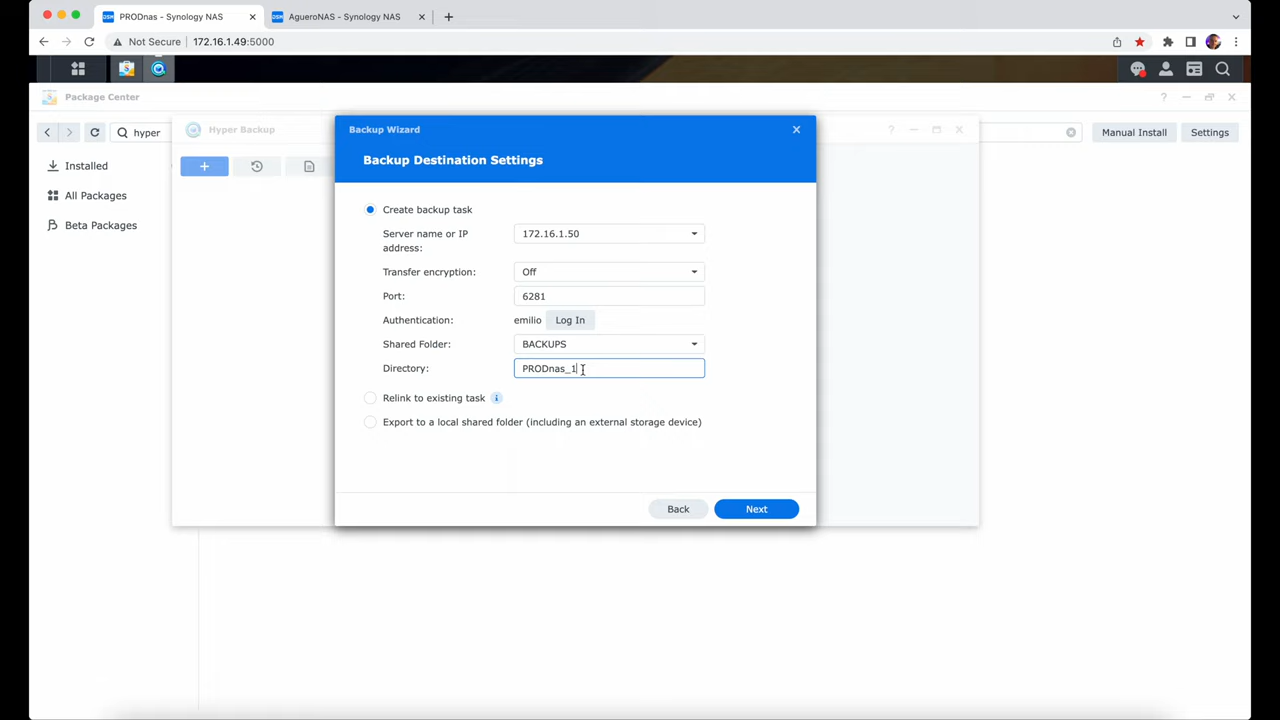 PRODnas - Synology NAS
AgueroNAS - Synology NAS
Not Secure
172.16.1.49:5000
Package Center
hyper
Manual Install
Settings
Installed
All Packages
Beta Packages
Hyper Backup
Backup Wizard
Backup Destination Settings
Create backup task
Server name or IP address:
172.16.1.50
Transfer encryption:
Off
Port:
6281
Authentication:
emilio
Log In
Shared Folder:
BACKUPS
Directory:
PRODnas_1
Relink to existing task
Export to a local shared folder (including an external storage device)
Back
Next